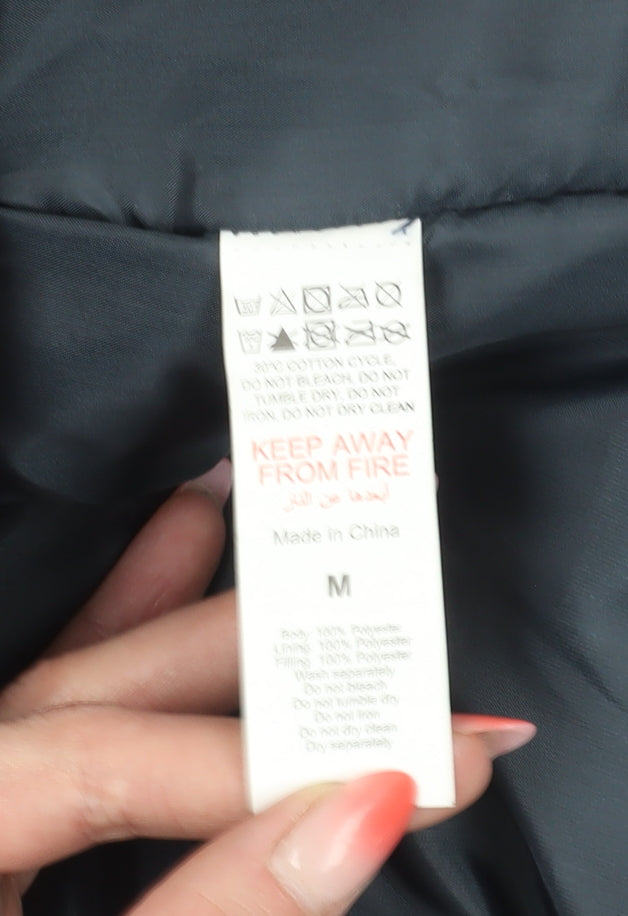 30°C COTTON CYCLE,
DO NOT BLEACH, DO NOT
TUMBLE DRY, DO NOT
IRON, DO NOT DRY CLEAN
KEEP AWAY
FROM FIRE
أبعدها عن النار
Made in China
M
Body: 100% Polyester
Lining: 100% Polyester
Filling: 100% Polyester
Wash separately
Do not bleach
Do not tumble dry
Do not Iron
Do not dry clean
Dry separately